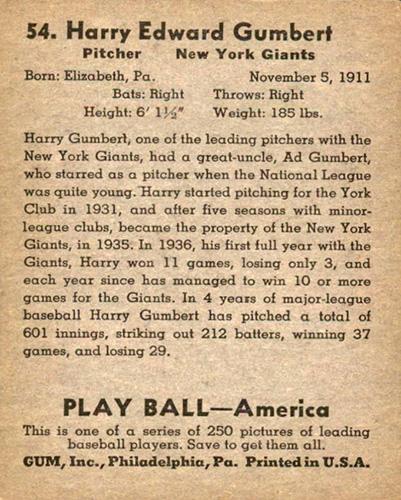 54. Harry Edward Gumbert
Pitcher New York Giants
Born: Elizabeth, Pa. November 5, 1911
Bats: Right Throws: Right
Height: 6' 1½" Weight: 185 lbs.
Harry Gumbert, one of the leading pitchers with the
New York Giants, had a great-uncle, Ad Gumbert,
who starred as a pitcher when the National League
was quite young. Harry started pitching for the York
Club in 1931, and after five seasons with minor-
league clubs, became the property of the New York
Giants, in 1935. In 1936, his first full year with the
Giants, Harry won 11 games, losing only 3, and
each year since has managed to win 10 or more
games for the Giants. In 4 years of major-league
baseball Harry Gumbert has pitched a total of
601 innings, striking out 212 batters, winning 37
games, and losing 29.
PLAY BALL—America
This is one of a series of 250 pictures of leading
baseball players. Save to get them all.
GUM, Inc., Philadelphia, Pa. Printed in U.S.A.